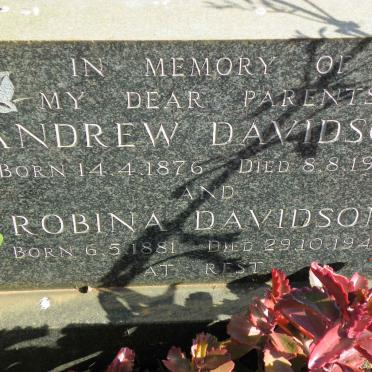 IN MEMORY OF
MY DEAR PARENTS
ANDREW DAVIDSO
BORN 14.4.1876 DIED 8.8.19
AND
ROBINA DAVIDSON
BORN 6.5.1881 DIED 29.10.194
AT REST